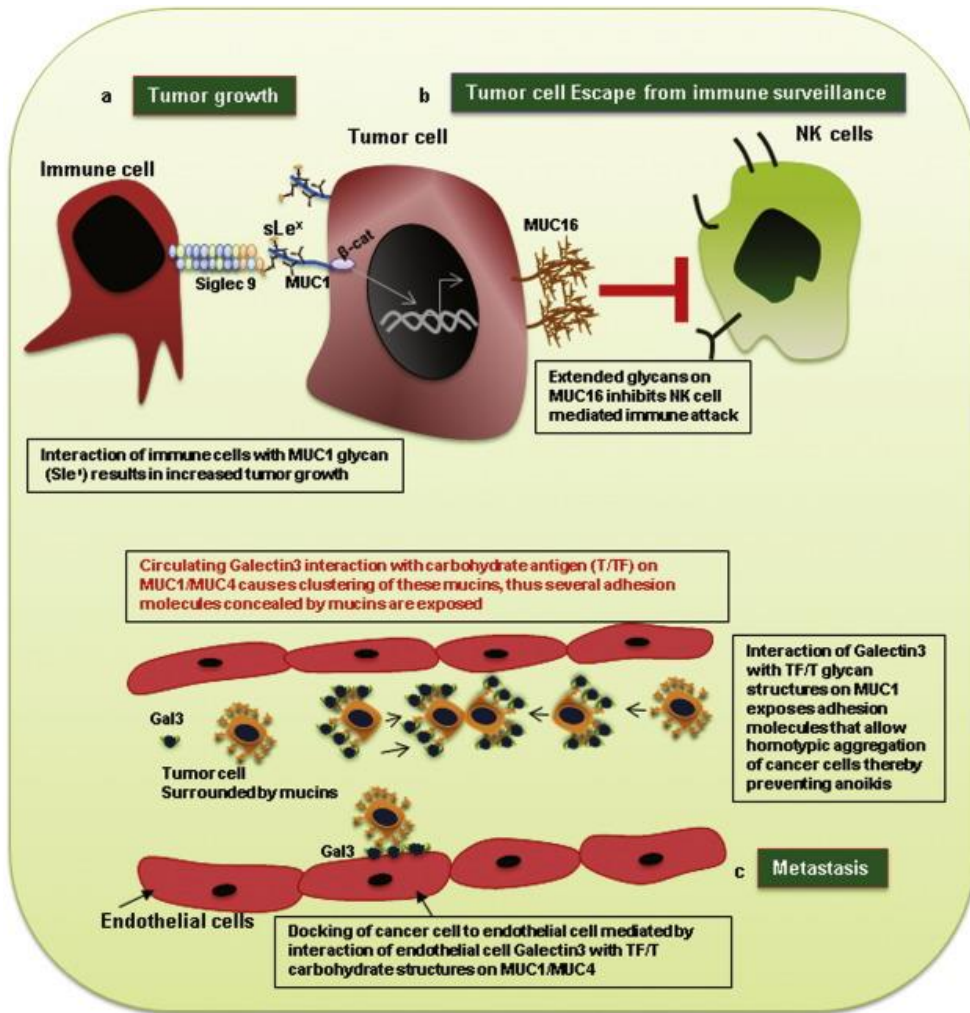 a Tumor growth
b Tumor cell Escape from immune surveillance
Immune cell
Tumor cell
NK cells
sLeˣ
Siglec 9
MUC1
β-cat
MUC16
Extended glycans on
MUC16 inhibits NK cell
mediated immune attack
Interaction of immune cells with MUC1 glycan
results in increased tumor growth
Circulating Galectin3 interaction with carbohydrate antigen (T/TF) on
MUC1/MUC4 causes clustering of these mucins, thus several adhesion
molecules concealed by mucins are exposed
Gal3
Tumor cell
Surrounded by mucins
Interaction of Galectin3
with TF/T glycan
structures on MUC1
exposes adhesion
molecules that allow
homotypic aggregation
of cancer cells thereby
preventing anoikis
Gal3
c Metastasis
Endothelial cells
Docking of cancer cell to endothelial cell mediated by
interaction of endothelial cell Galectin3 with TF/T
carbohydrate structures on MUC1/MUC4